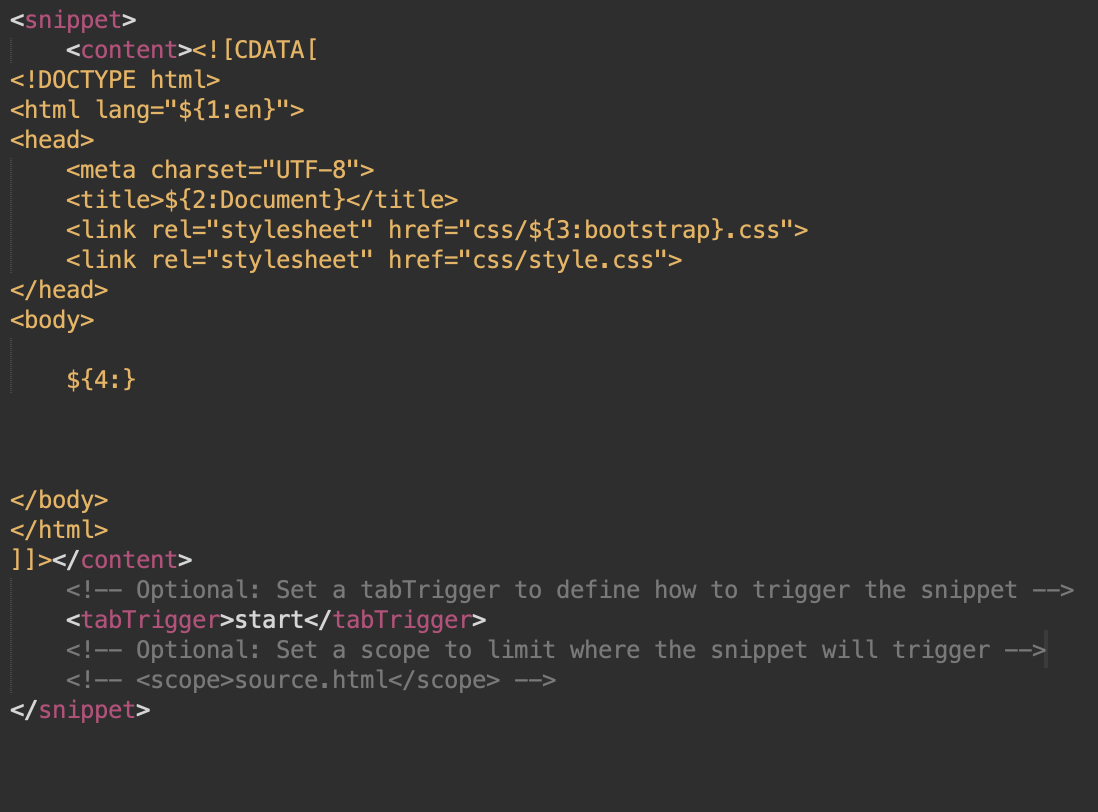 <snippet>
    <content><![CDATA[
<!DOCTYPE html>
<html lang="${1:en}">
<head>
    <meta charset="UTF-8">
    <title>${2:Document}</title>
    <link rel="stylesheet" href="css/${3:bootstrap}.css">
    <link rel="stylesheet" href="css/style.css">
</head>
<body>
    ${4:}
</body>
</html>
]]></content>
    <!-- Optional: Set a tabTrigger to define how to trigger the snippet -->
    <tabTrigger>start</tabTrigger>
    <!-- Optional: Set a scope to limit where the snippet will trigger -->
    <!-- <scope>source.html</scope> -->
</snippet>